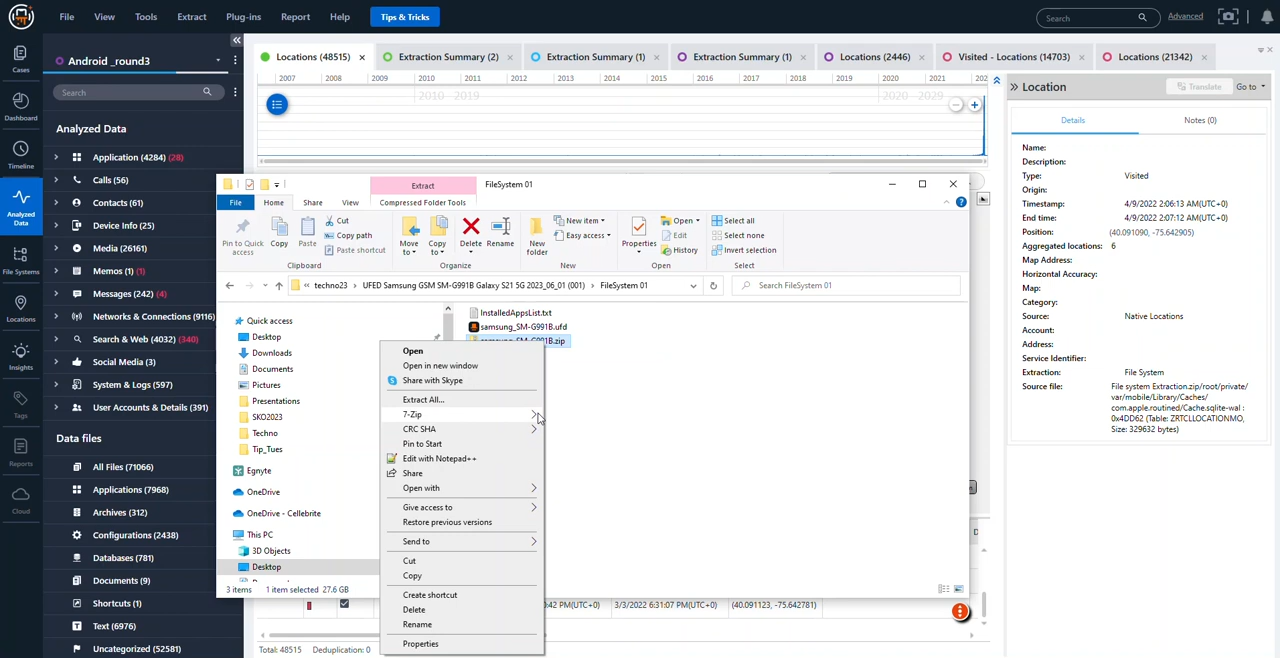 File View Tools Extract Plug-ins Report Help Tips & Tricks
Search Advanced
Cases
Dashboard
Timeline
Analyzed
Data
File Systems
Locations
Insights
Tags
Reports
Cloud
Android _round3
Search
Analyzed Data
Application (4284) (28)
Calls (56)
Contacts (61)
Device Info (25)
Media (26161)
Memos (1) (1)
Messages (242) (4)
Networks & Connections (9116)
Search & Web (4032) (340)
Social Media (3)
System & Logs (597)
User Accounts & Details (391)
Data files
All Files (71066)
Applications (7968)
Archives (312)
Configurations (2438)
Databases (781)
Documents (9)
Shortcuts (1)
Text (6976)
Uncategorized (52581)
Locations (48515) Extraction Summary (2) Extraction Summary (1) Extraction Summary (1) Locations (2446) Visited - Locations (14703) Locations (21342)
2007 2008 2009 2010 2011 2012 2013 2014 2015 2016 2017 2018 2019 2020 2021
2010 - 2019 2020 - 2029
Extract FileSystem 01
File Home Share View Compressed Folder Tools
Pin to Quick
access
Copy
Paste
Cut
Copy path
Paste shortcut
Clipboard
Move
to
Copy
to
Delete
Rename
Organize
New
folder
New item
Easy access
New
Properties
Open
Edit
History
Open
Select all
Select none
Invert selection
Select
« techno23 › UFED Samsung GSM SM-G991B Galaxy S21 5G 2023_06_01 (001) › FileSystem 01
Search FileSystem 01
Quick access
Desktop
Downloads
Documents
Pictures
Presentations
SKO2023
Techno
Tip_Tues
Egnyte
OneDrive
OneDrive - Cellebrite
This PC
3D Objects
Desktop
InstalledAppsList.txt
samsung_SM-G991B.ufd
samsung_SM-G991B.zip
3 items 1 item selected 27.6 GB
Open
Open in new window
Share with Skype
Extract All...
7-Zip
CRC SHA
Pin to Start
Edit with Notepad++
Share
Open with
Give access to
Restore previous versions
Send to
Cut
Copy
Create shortcut
Delete
Rename
Properties
PM(UTC+0) 3/3/2022 6:31:07 PM(UTC+0) (40.091123, -75.642781)
Total: 48515 Deduplication: 0
Location Translate Go to
Details Notes (0)
Name:
Description:
Type: Visited
Origin:
Timestamp: 4/9/2022 2:06:13 AM(UTC+0)
End time: 4/9/2022 2:07:12 AM(UTC+0)
Position: (40.091090, -75.642905)
Aggregated locations: 6
Map Address:
Horizontal Accuracy:
Map:
Category:
Source: Native Locations
Account:
Address:
Service Identifier:
Extraction: File System
Source file: File system Extraction.zip/root/private/
var/mobile/Library/Caches/
com.apple.routined/Cache.sqlite-wal :
0x4DD62 (Table: ZRTCLLOCATIONMO,
Size: 329632 bytes)